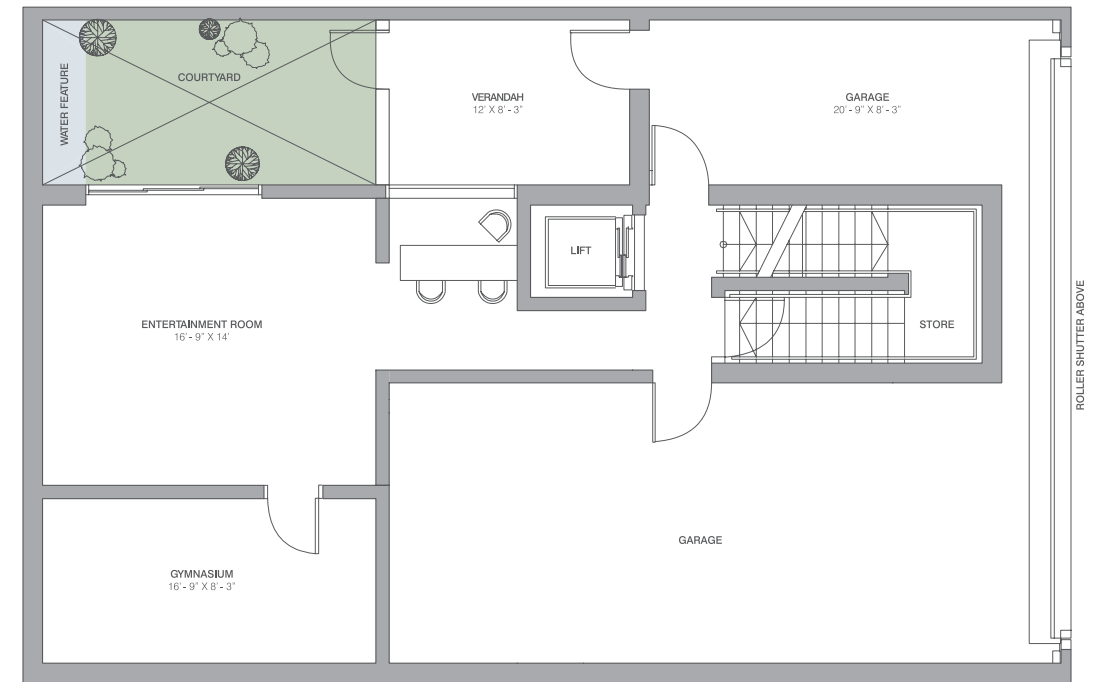 WATER FEATURE
COURTYARD
VERANDAH
12' X 8' - 3"
GARAGE
20' - 9" X 8' - 3"
LIFT
ENTERTAINMENT ROOM
16' - 9" X 14'
STORE
ROLLER SHUTTER ABOVE
GARAGE
GYMNASIUM
16' - 9" X 8' - 3"